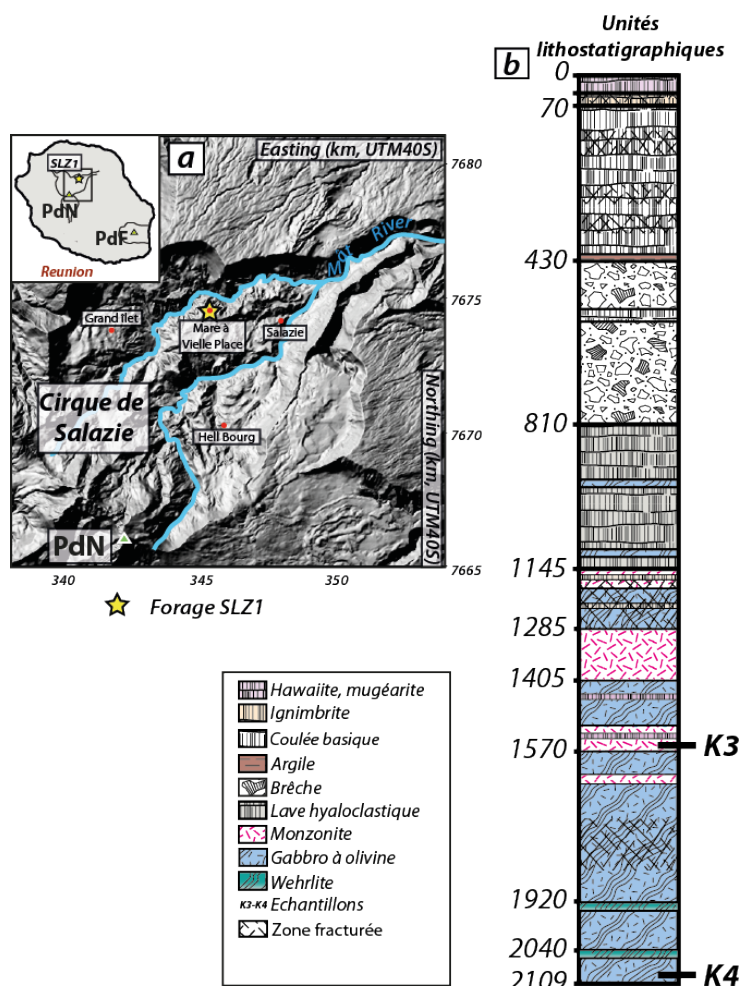 Unités
lithostatigraphiques
b
0
70
430
810
1145
1285
1405
1570
1920
2040
2109
K3
K4
a
Easting (km, UTM40S)
SLZ1
PdN
PdF
Reunion
Mat River
Grand Ilet
Mare à
Vielle Place
Salazie
Cirque de
Salazie
Hell Bourg
PdN
Northing (km, UTM40S)
7680
7675
7670
7665
340
345
350
Forage SLZ1
Hawaiite, mugéarite
Ignimbrite
Coulée basique
Argile
Brêche
Lave hyaloclastique
Monzonite
Gabbro à olivine
Wehrlite
K3-K4 Echantillons
Zone fracturée